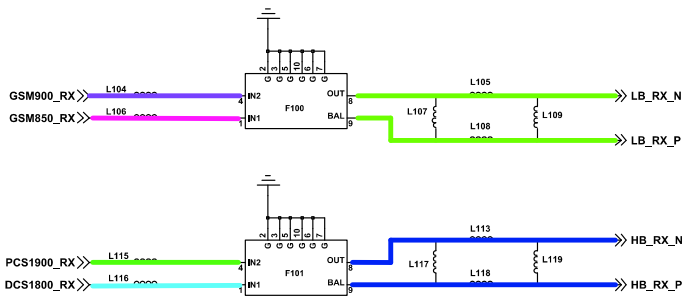 2 3 5 10 6 7
G G G G G G
L104
GSM900_RX
4
IN2
OUT
8
L105
LB_RX_N
L106
GSM850_RX
1
IN1
F100
BAL
9
L107
L108
L109
LB_RX_P
2 3 5 10 6 7
G G G G G G
L115
PCS1900_RX
4
IN2
OUT
8
L113
HB_RX_N
L116
DCS1800_RX
1
IN1
F101
BAL
9
L117
L118
L119
HB_RX_P